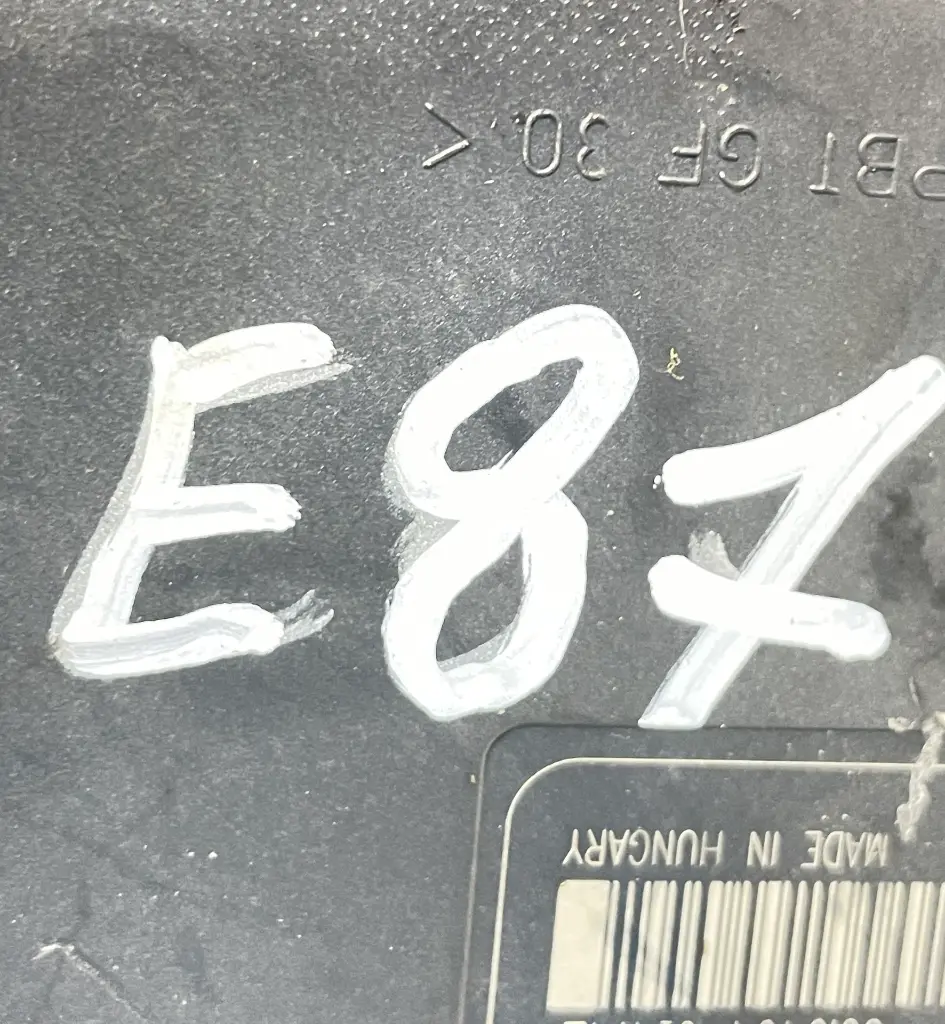 PBT GF 30 <
E87
MADE IN HUNGARY